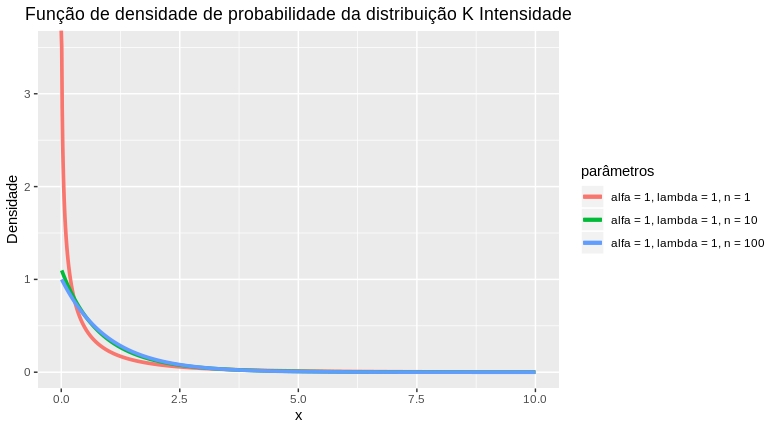 Função de densidade de probabilidade da distribuição K Intensidade
3
2
1
0
Densidade
0.0 2.5 5.0 7.5 10.0
x
parâmetros
alfa = 1, lambda = 1, n = 1
alfa = 1, lambda = 1, n = 10
alfa = 1, lambda = 1, n = 100